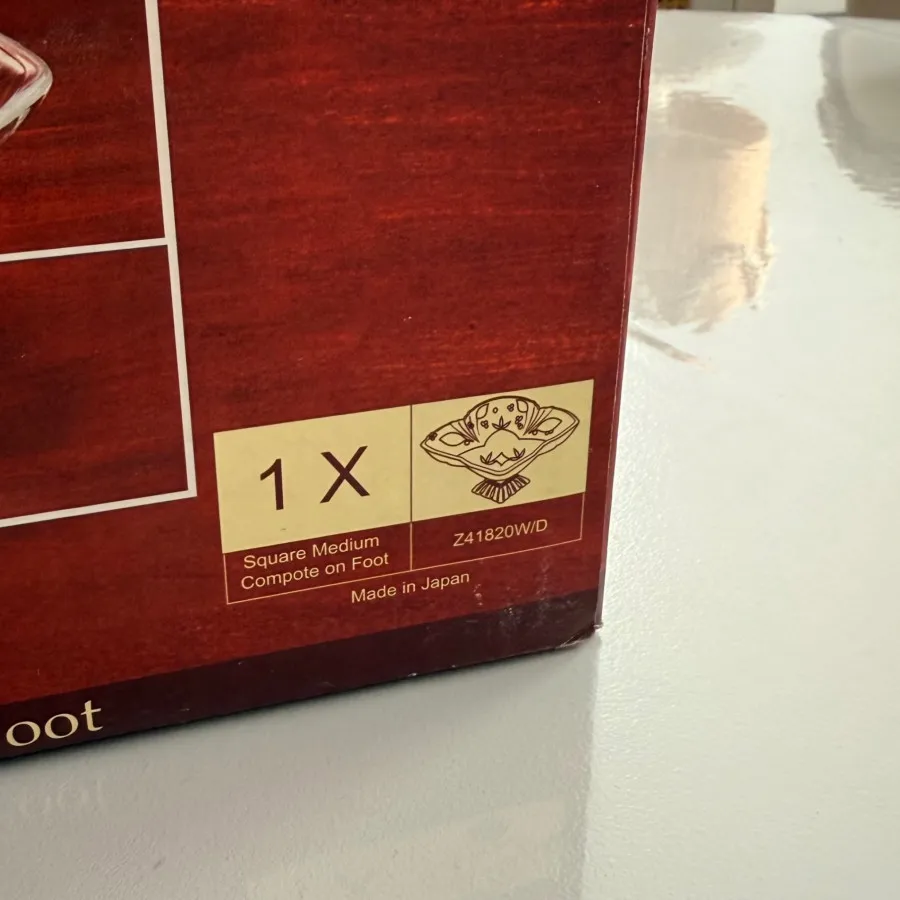 1 X
Square Medium
Compote on Foot
Z41820W/D
Made in Japan
oot